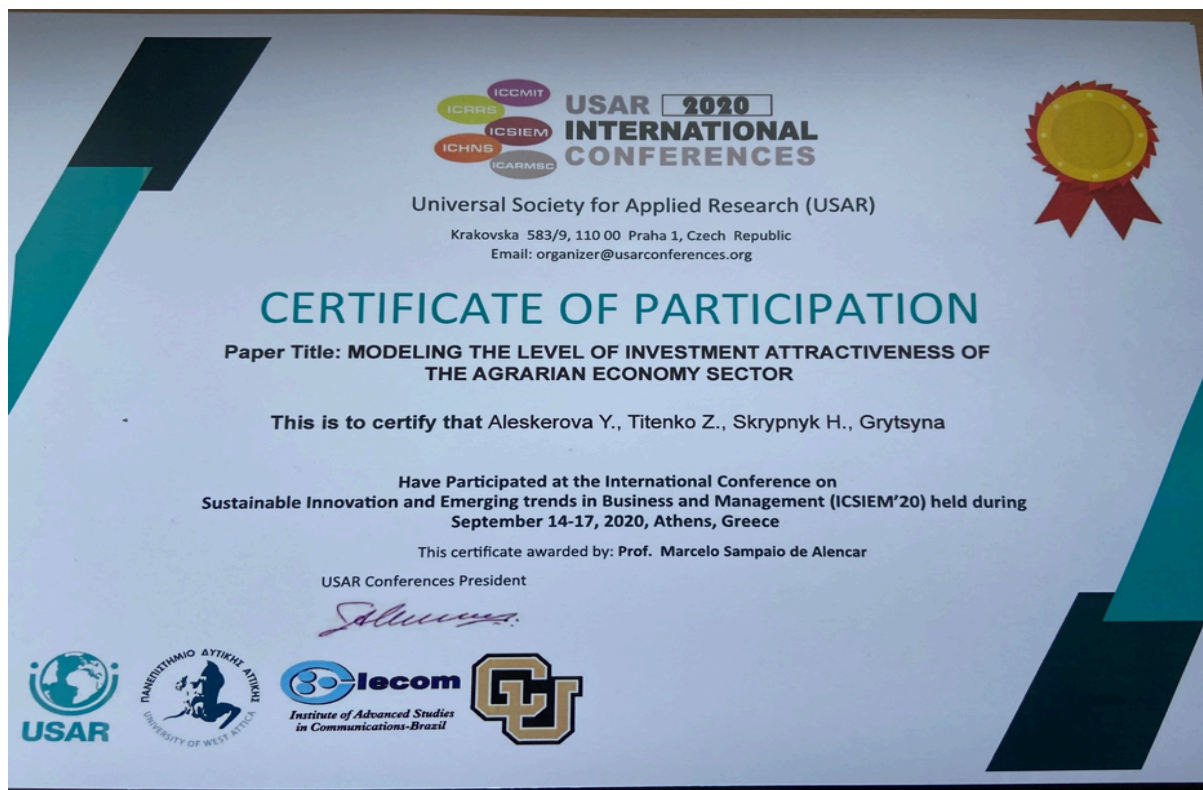 ICCMIT
ICRRS
ICSIEM
ICHNS
ICARMSC
USAR 2020
INTERNATIONAL
CONFERENCES
Universal Society for Applied Research (USAR)
Krakovska 583/9, 110 00 Praha 1, Czech Republic
Email: organizer@usarconferences.org
CERTIFICATE OF PARTICIPATION
Paper Title: MODELING THE LEVEL OF INVESTMENT ATTRACTIVENESS OF
THE AGRARIAN ECONOMY SECTOR
This is to certify that Aleskerova Y., Titenko Z., Skrypnyk H., Grytsyna
Have Participated at the International Conference on
Sustainable Innovation and Emerging trends in Business and Management (ICSIEM'20) held during
September 14-17, 2020, Athens, Greece
This certificate awarded by: Prof. Marcelo Sampaio de Alencar
USAR Conferences President
USAR
ΠΑΝΕΠΙΣΤΗΜΙΟ ΔΥΤΙΚΗΣ ΑΤΤΙΚΗΣ
UNIVERSITY OF WEST ATTICA
Iecom
Institute of Advanced Studies
in Communications-Brazil
CU